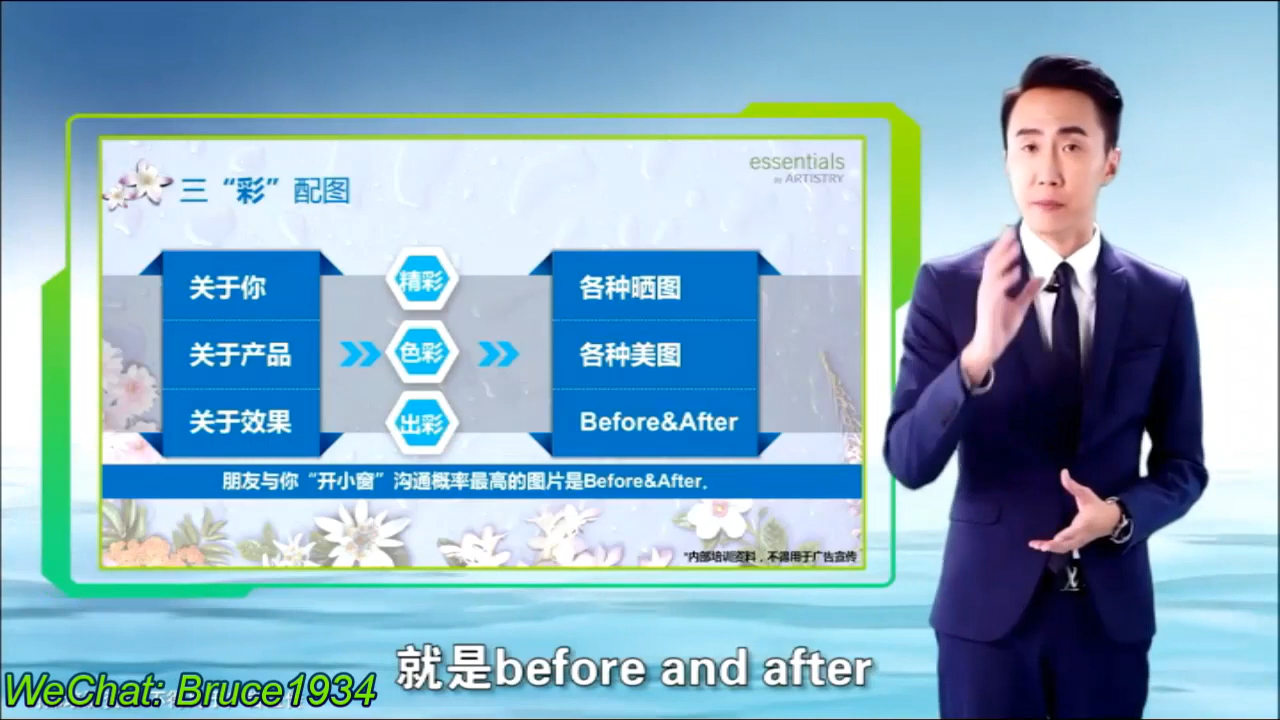 essentials
by ARTISTRY
三“彩”配图
关于你
精彩
各种晒图
关于产品
色彩
各种美图
关于效果
出彩
Before&After
朋友与你“开小窗”沟通概率最高的图片是Before&After。
*内部培训资料，不得用于广告宣传
就是before and after
WeChat: Bruce1934